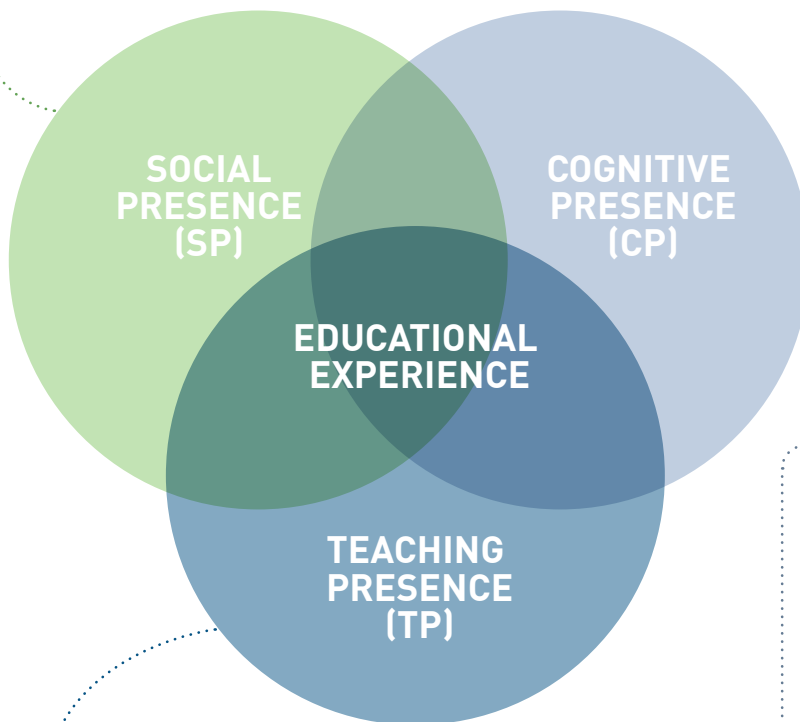 SOCIAL
PRESENCE
(SP)
COGNITIVE
PRESENCE
(CP)
EDUCATIONAL
EXPERIENCE
TEACHING
PRESENCE
(TP)